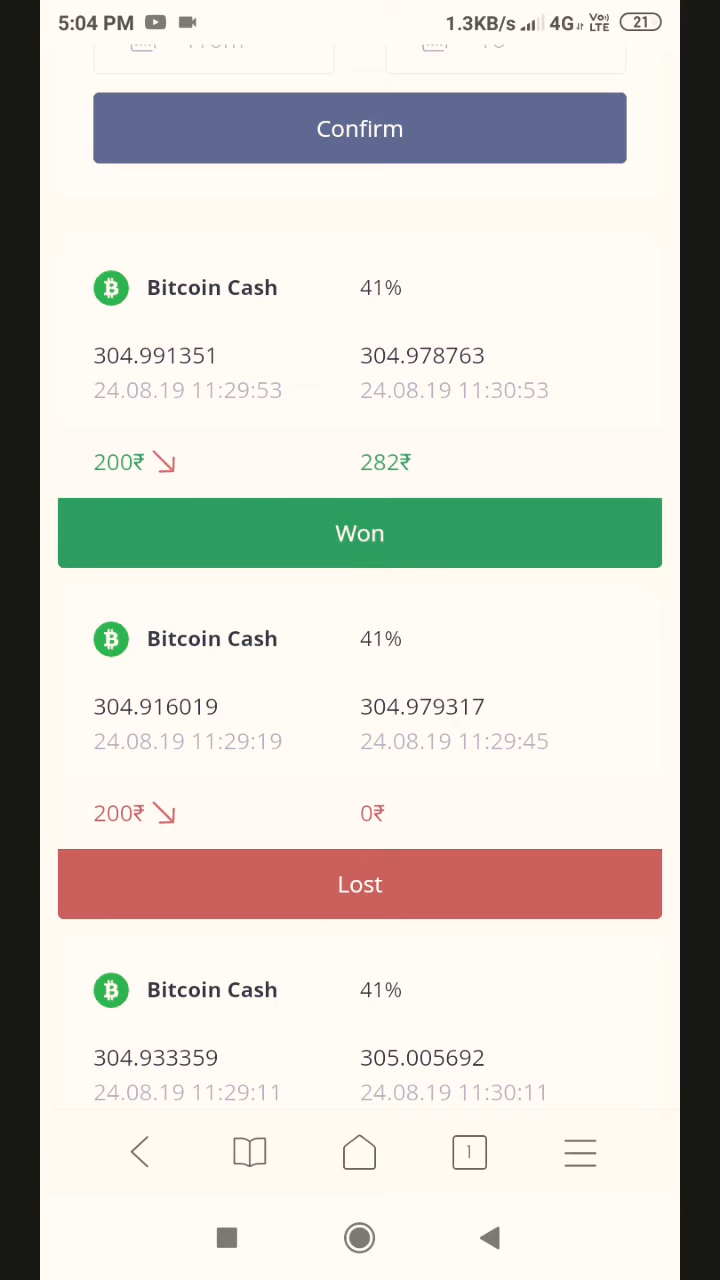 5:04 PM 1.3KB/s 4G Vo) LTE 21
Confirm
Bitcoin Cash 41%
304.991351 304.978763
24.08.19 11:29:53 24.08.19 11:30:53
200₹ 282₹
Won
Bitcoin Cash 41%
304.916019 304.979317
24.08.19 11:29:19 24.08.19 11:29:45
200₹ 0₹
Lost
Bitcoin Cash 41%
304.933359 305.005692
24.08.19 11:29:11 24.08.19 11:30:11
1